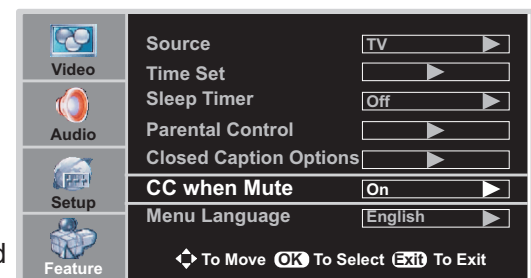 Video
Audio
Setup
Feature
Source TV
Time Set
Sleep Timer Off
Parental Control
Closed Caption Options
CC when Mute On
Menu Language English
To Move OK To Select Exit To Exit
d